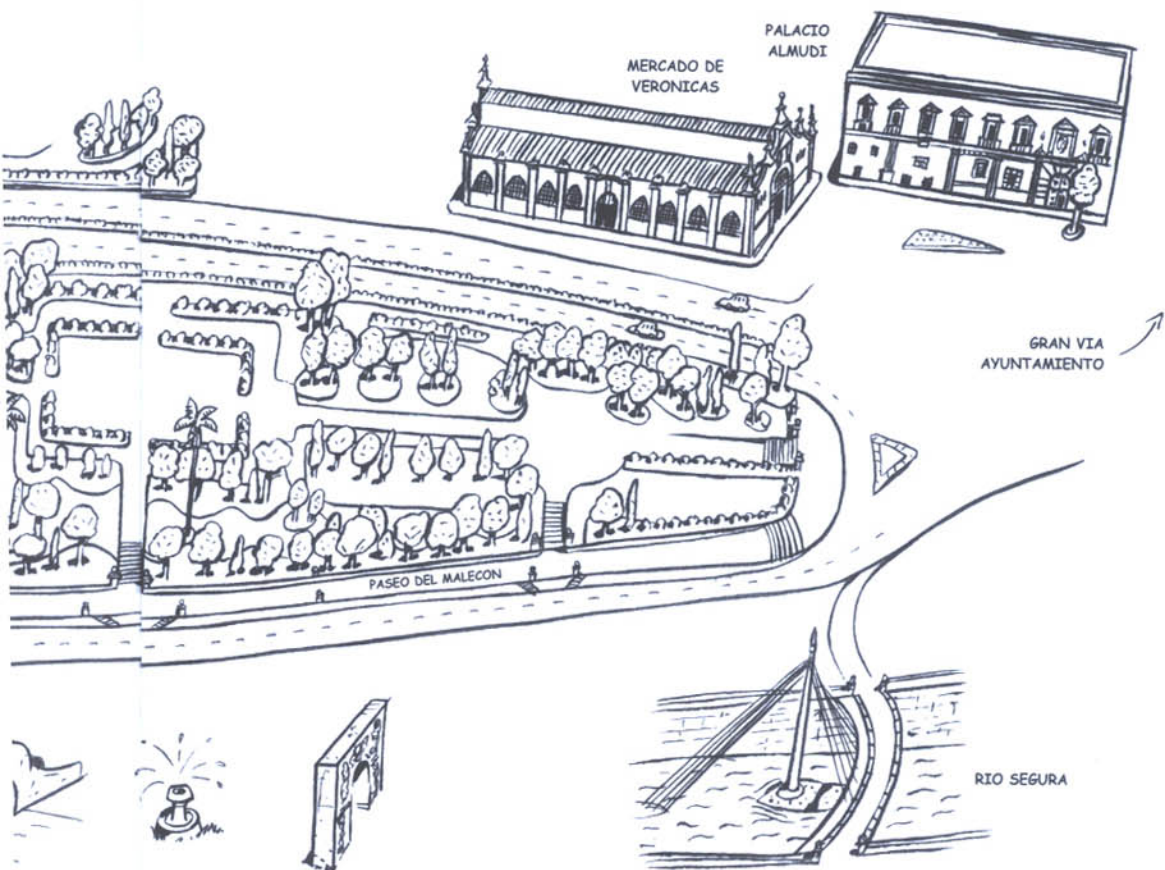 PALACIO
ALMUDI
MERCADO DE
VERONICAS
GRAN VIA
AYUNTAMIENTO
PASEO DEL MALECON
RIO SEGURA